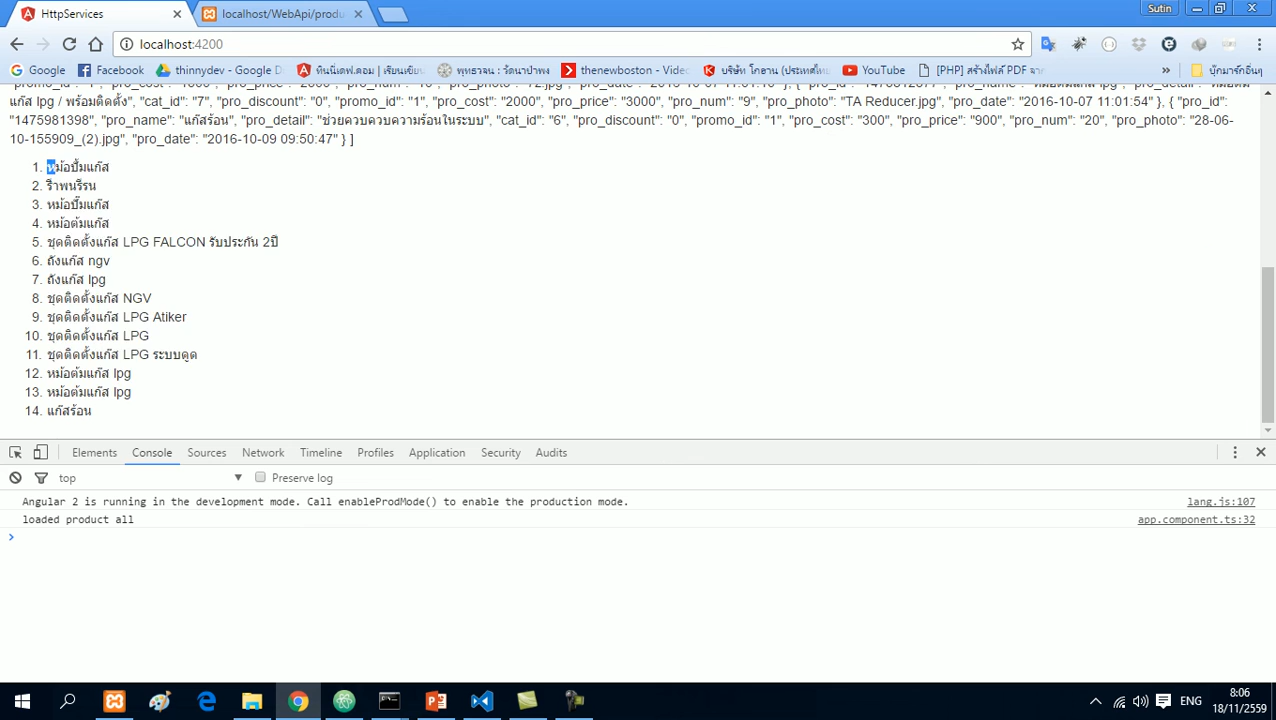 HttpServices
localhost/WebApi/produ
Sutin
localhost:4200
Google
Facebook
thinnydev - Google D
ทินนี่เดฟ.ดอม | เรียนเขีย
พุทธวจน : วัดนาป่าพง
thenewboston - Vide
บริษัท โกอาน (ประเทศไท
YouTube
[PHP] สร้างไฟล์ PDF จา
บุ๊กมาร์กอื่นๆ
แก๊ส lpg / พร้อมติดตั้ง", "cat_id": "7", "pro_discount": "0", "promo_id": "1", "pro_cost": "2000", "pro_price": "3000", "pro_num": "9", "pro_photo": "TA Reducer.jpg", "pro_date": "2016-10-07 11:01:54" }, { "pro_id":
"1475981398", "pro_name": "แก๊สร้อน", "pro_detail": "ช่วยควบควบความร้อนในระบบ", "cat_id": "6", "pro_discount": "0", "promo_id": "1", "pro_cost": "300", "pro_price": "900", "pro_num": "20", "pro_photo": "28-06-
10-155909_(2).jpg", "pro_date": "2016-10-09 09:50:47" } ]
1. หม้อปั้มแก๊ส
3. หม้อปั๊มแก๊ส
4. หม้อต้มแก๊ส
5. ชุดติดตั้งแก๊ส LPG FALCON รับประกัน 2ปี
6. ถังแก๊ส ngv
7. ถังแก๊ส lpg
8. ชุดติดตั้งแก๊ส NGV
9. ชุดติดตั้งแก๊ส LPG Atiker
10. ชุดติดตั้งแก๊ส LPG
11. ชุดติดตั้งแก๊ส LPG ระบบดูด
12. หม้อต้มแก๊ส lpg
13. หม้อต้มแก๊ส lpg
14. แก๊สร้อน
Elements Console Sources Network Timeline Profiles Application Security Audits
top Preserve log
Angular 2 is running in the development mode. Call enableProdMode() to enable the production mode. lang.js:107
loaded product all app.component.ts:32
ENG
8:06
18/11/2559